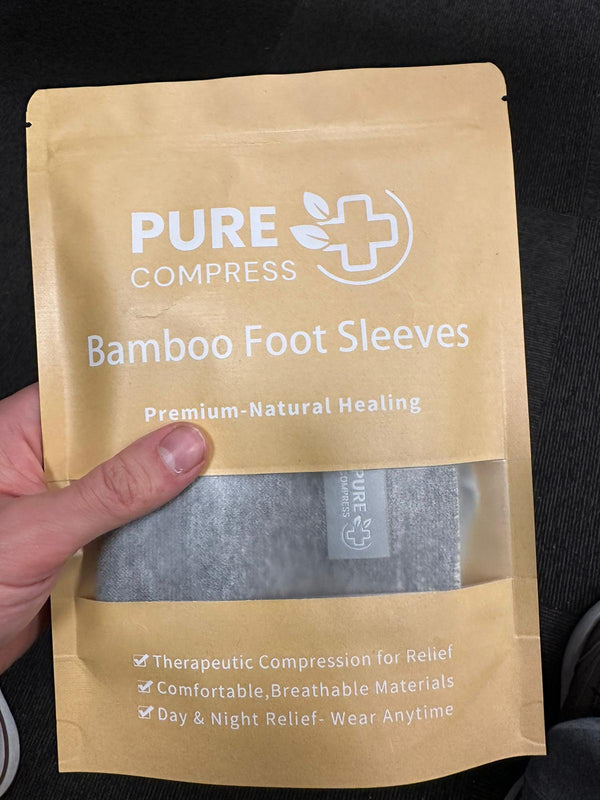 PURE
COMPRESS
Bamboo Foot Sleeves
Premium-Natural Healing
PURE
COMPRESS
Therapeutic Compression for Relief
Comfortable,Breathable Materials
Day & Night Relief- Wear Anytime